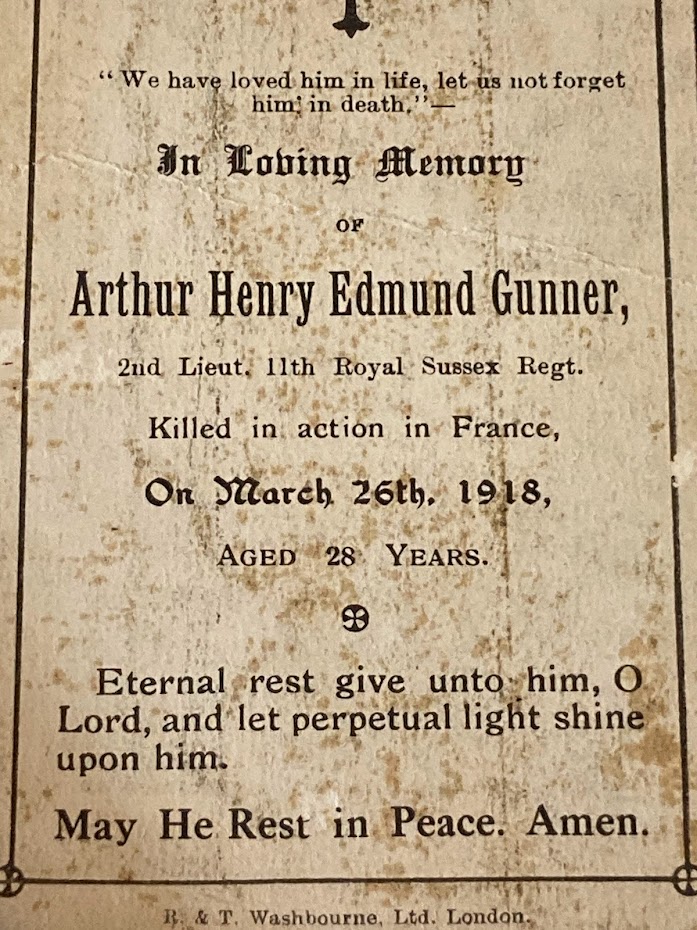 “ We have loved him in life, let us not forget
him; in death.”—
In Loving Memory
OF
Arthur Henry Edmund Gunner,
2nd Lieut. 11th Royal Sussex Regt.
Killed in action in France,
On March 26th, 1918,
AGED 28 YEARS.
Eternal rest give unto him, O
Lord, and let perpetual light shine
upon him.
May He Rest in Peace. Amen.
R. & T. Washbourne, Ltd. London.